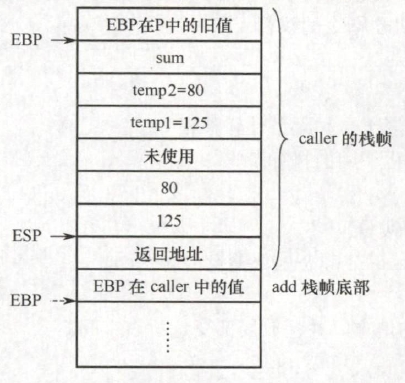 EBP在P中的旧值
EBP
sum
temp2=80
temp1=125
caller 的栈帧
未使用
80
125
ESP
返回地址
EBP 在 caller 中的值
add 栈帧底部
EBP